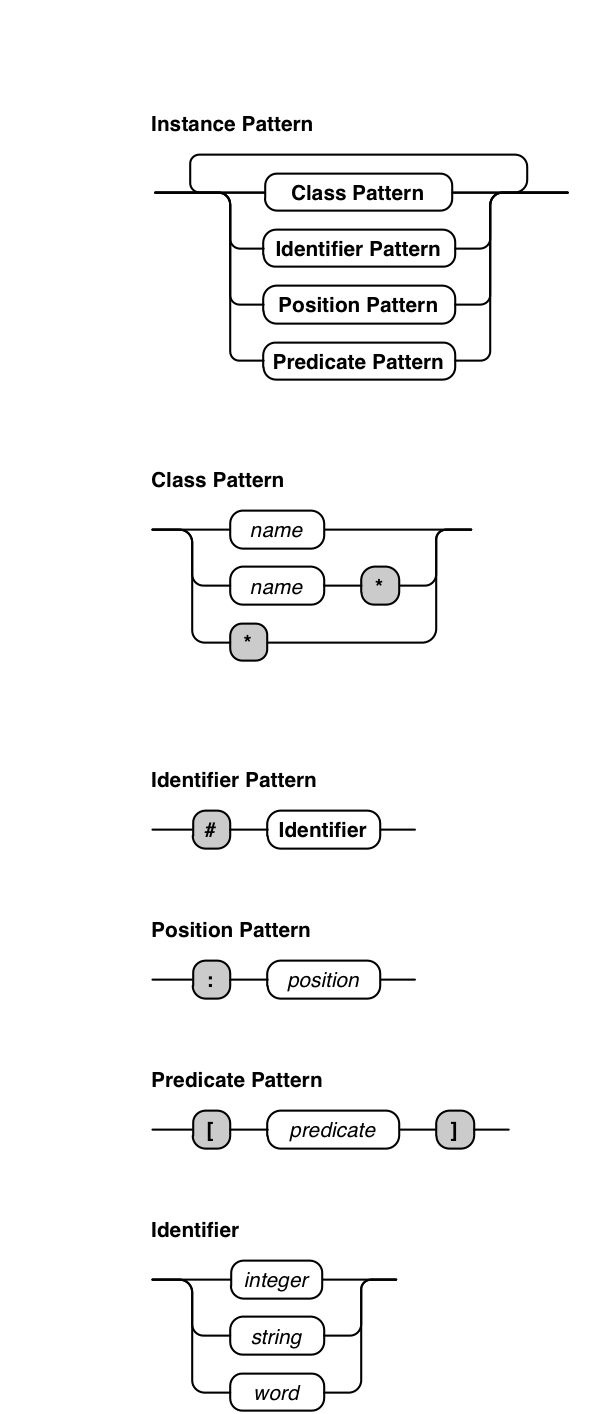 Instance Pattern
Class Pattern
Identifier Pattern
Position Pattern
Predicate Pattern
Class Pattern
name
name *
*
Identifier Pattern
# Identifier
Position Pattern
: position
Predicate Pattern
[ predicate ]
Identifier
integer
string
word